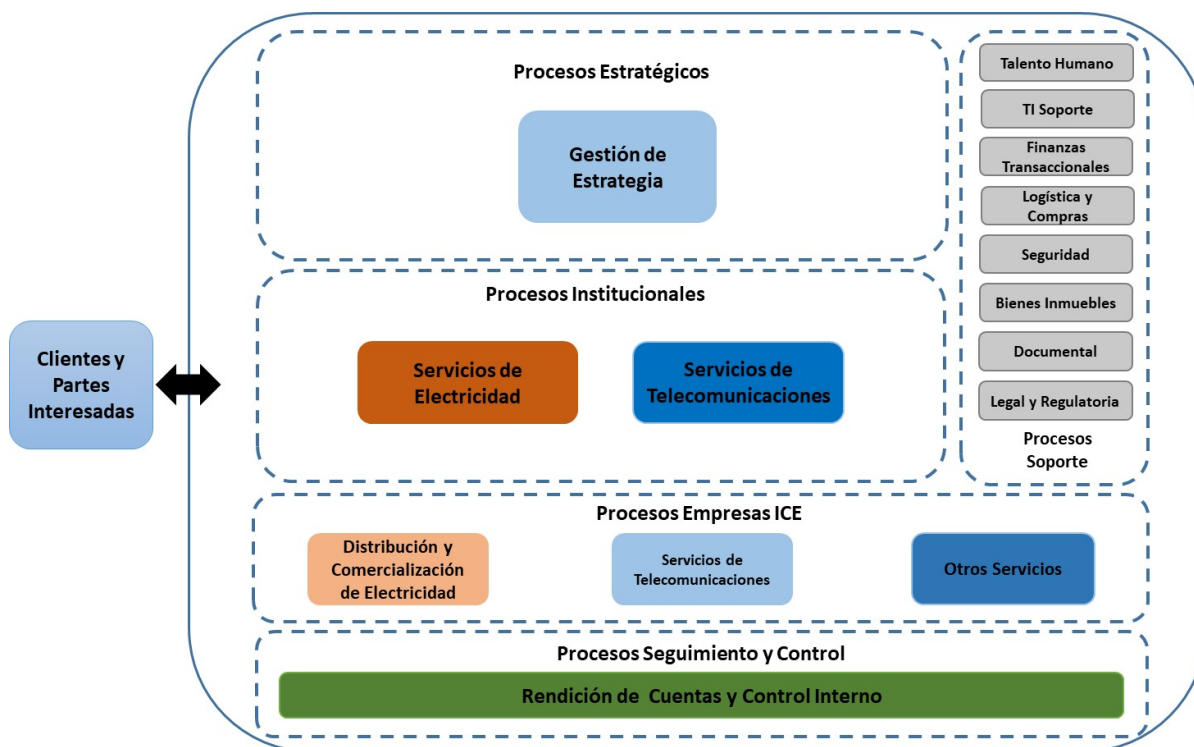 Clientes y
Partes
Interesadas
Procesos Estratégicos
Gestión de
Estrategia
Procesos Institucionales
Servicios de
Electricidad
Servicios de
Telecomunicaciones
Talento Humano
TI Soporte
Finanzas
Transaccionales
Logística y
Compras
Seguridad
Bienes Inmuebles
Documental
Legal y Regulatoria
Procesos
Soporte
Procesos Empresas ICE
Distribución y
Comercialización
de Electricidad
Servicios de
Telecomunicaciones
Otros Servicios
Procesos Seguimiento y Control
Rendición de Cuentas y Control Interno